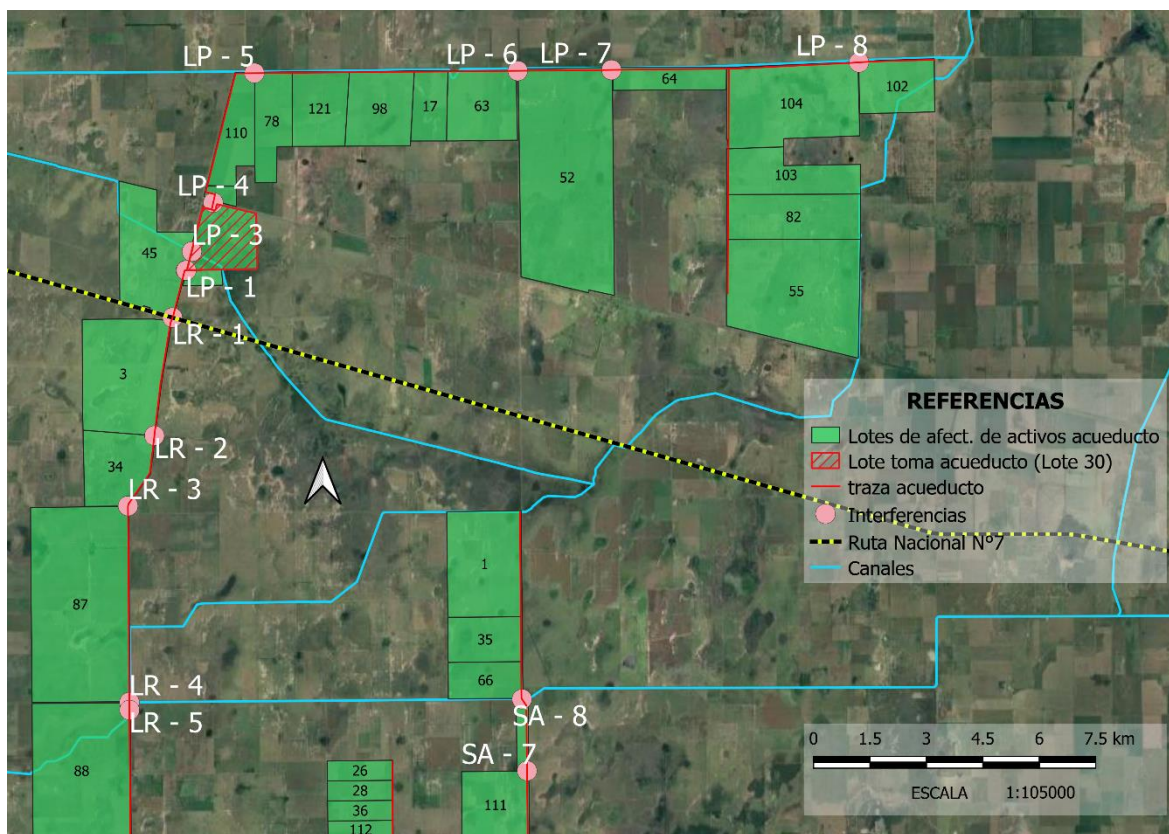 LP - 5
LP - 6
LP - 7
LP - 8
64
102
104
17
63
121
98
78
110
103
LP - 4
52
82
LP - 3
45
LP - 1
55
LR - 1
3
REFERENCIAS
Lotes de afect. de activos acueducto
Lote toma acueducto (Lote 30)
traza acueducto
Interferencias
Ruta Nacional N°7
Canales
LR - 2
34
LR - 3
1
87
35
66
LR - 4
LR - 5
SA - 8
SA - 7
88
26
28
36
112
111
0 1.5 3 4.5 6 7.5 km
ESCALA 1:105000